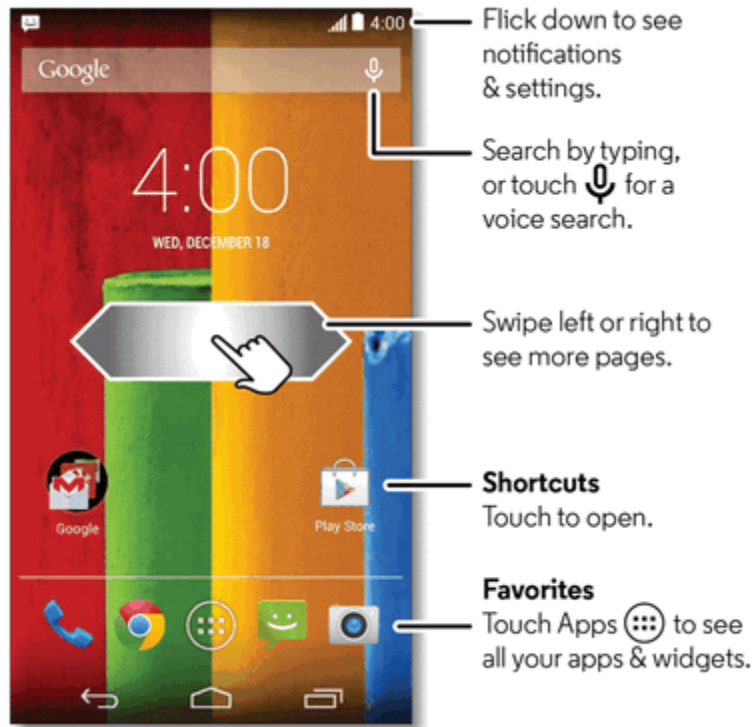 4:00
Flick down to see
notifications
& settings.
Google
Search by typing,
or touch for a
voice search.
4:00
WED, DECEMBER 18
Swipe left or right to
see more pages.
Google
Play Store
Shortcuts
Touch to open.
Favorites
Touch Apps to see
all your apps & widgets.